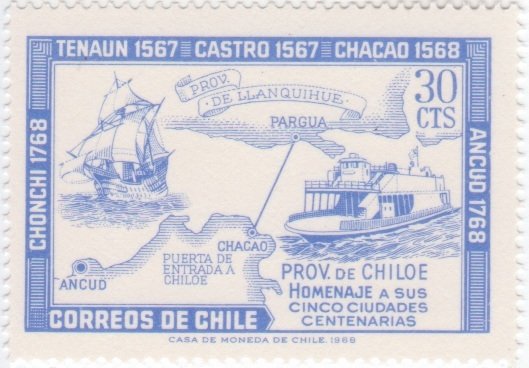 TENAUN 1567 CASTRO 1567 CHACAO 1568
CHONCHI 1768
ANCUD 1768
PROV.
DE LLANQUIHUE
30
CTS
PARGUA
CHACAO
PUERTA DE
ENTRADA A
CHILOE
ANCUD
PROV. DE CHILOE
HOMENAJE A SUS
CINCO CIUDADES
CENTENARIAS
CORREOS DE CHILE
CASA DE MONEDA DE CHILE. 1968